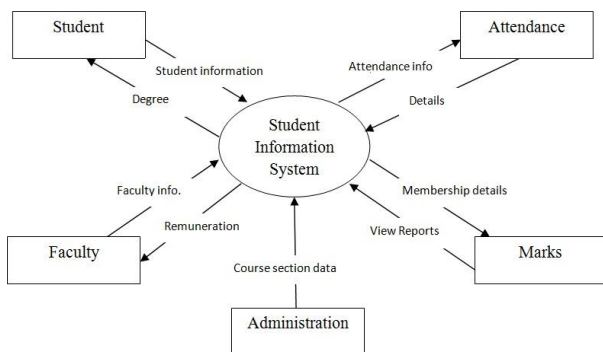 Student
Attendance
Student information
Attendance info
Degree
Details
Student
Information
System
Faculty info.
Membership details
Remuneration
View Reports
Faculty
Marks
Course section data
Administration